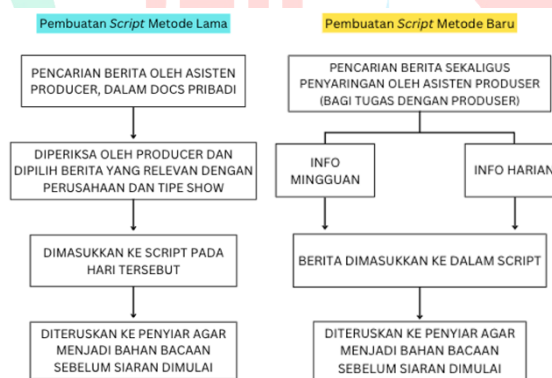 Pembuatan Script Metode Lama
PENCARIAN BERITA OLEH ASISTEN
PRODUCER, DALAM DOCS PRIBADI
DIPERIKSA OLEH PRODUCER DAN
DIPILIH BERITA YANG RELEVAN DENGAN
PERUSAHAAN DAN TIPE SHOW
DIMASUKKAN KE SCRIPT PADA
HARI TERSEBUT
DITERUSKAN KE PENYIAR AGAR
MENJADI BAHAN BACAAN
SEBELUM SIARAN DIMULAI
Pembuatan Script Metode Baru
PENCARIAN BERITA SEKALIGUS
PENYARINGAN OLEH ASISTEN PRODUSER
(BAGI TUGAS DENGAN PRODUSER)
INFO
MINGGUAN
INFO HARIAN
BERITA DIMASUKKAN KE DALAM SCRIPT
DITERUSKAN KE PENYIAR AGAR
MENJADI BAHAN BACAAN
SEBELUM SIARAN DIMULAI